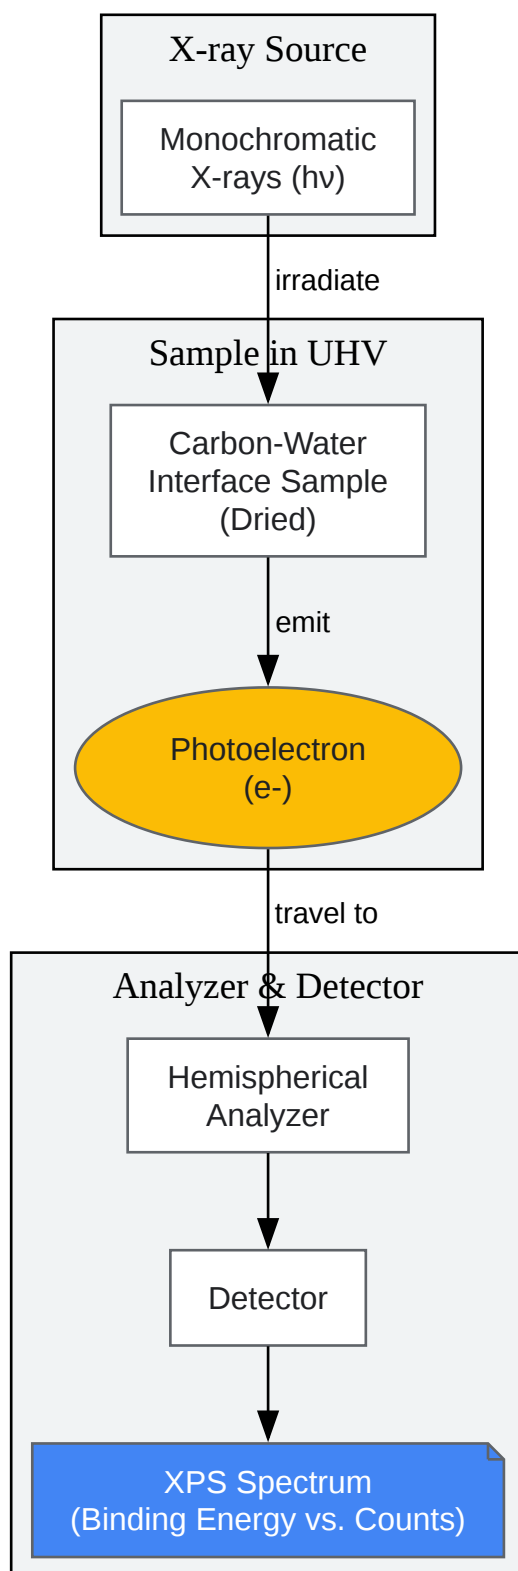 X-ray Source
Monochromatic
X-rays (hν)
irradiate
Sample in UHV
Carbon-Water
Interface Sample
(Dried)
emit
Photoelectron
(e-)
travel to
Analyzer & Detector
Hemispherical
Analyzer
Detector
XPS Spectrum
(Binding Energy vs. Counts)